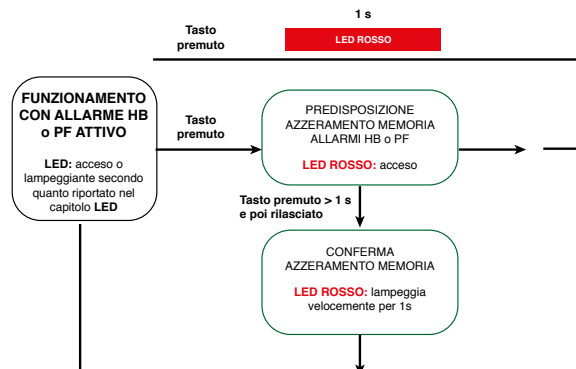 1 s
Tasto
premuto
LED ROSSO
FUNZIONAMENTO
CON ALLARME HB
o PF ATTIVO
LED: acceso o
lampeggiante secondo
quanto riportato nel
capitolo LED
Tasto
premuto
PREDISPOSIZIONE
AZZERAMENTO MEMORIA
ALLARMI HB o PF
LED ROSSO: acceso
Tasto premuto > 1 s
e poi rilasciato
CONFERMA
AZZERAMENTO MEMORIA
LED ROSSO: lampeggia
velocemente per 1s